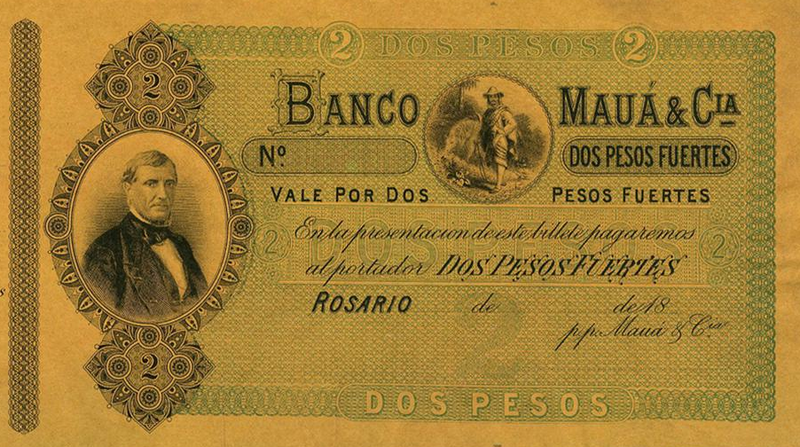 2 DOS PESOS 2
2
BANCO MAUÁ & CIA
Nº DOS PESOS FUERTES
VALE POR DOS PESOS FUERTES
En la presentacion de este billete pagaremos
al portador DOS PESOS FUERTES
2 2
ROSARIO de de 18
p.p. Mauá & Cia
2
2
DOS PESOS